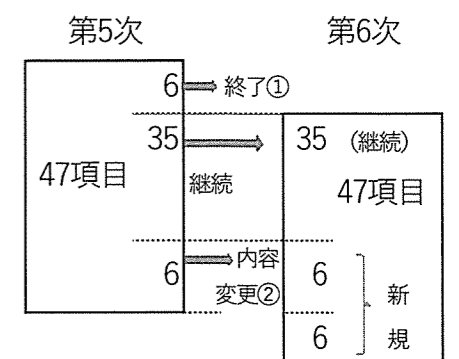 第5次 第6次
6 終了①
35 35 (継続)
47項目 継続 47項目
6 内容 6 新
変更②
6 規